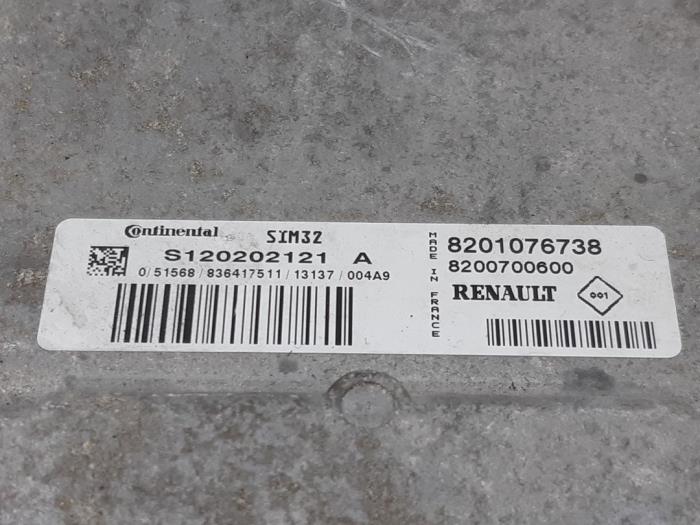 Continental SIM32
S120202121 A
0/51568/836417511/13137/004A9
MADE IN FRANCE
8201076738
8200700600
RENAULT 001